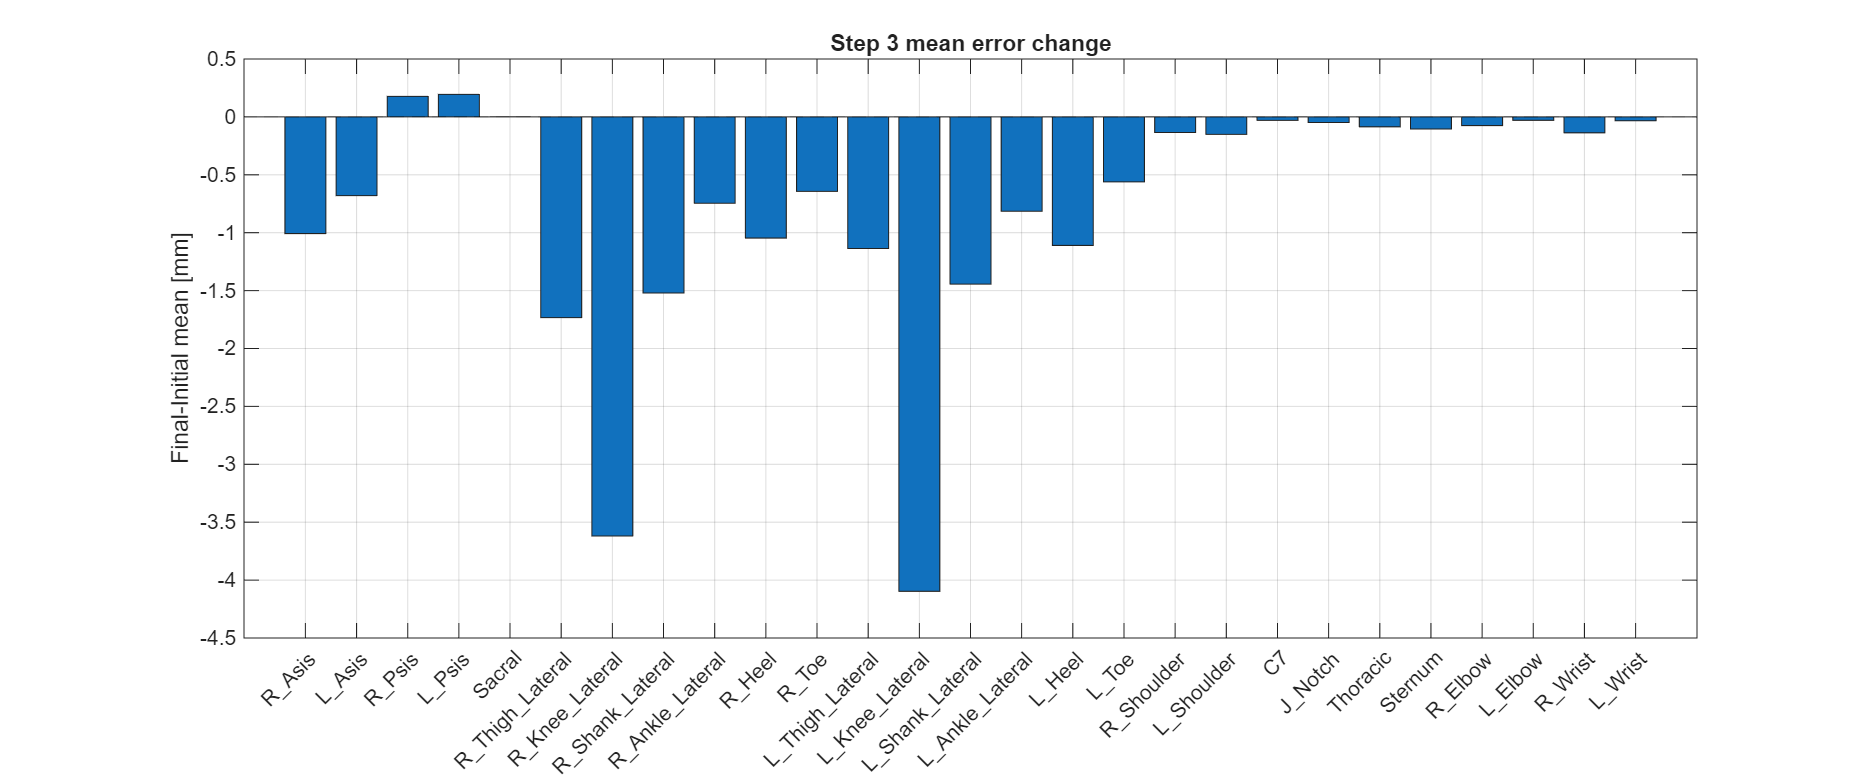 Step 3 mean error change
Final-Initial mean [mm]
0.5
0
-0.5
-1
-1.5
-2
-2.5
-3
-3.5
-4
-4.5
R_Asis
L_Asis
R_Psis
L_Psis
Sacral
R_Thigh_Lateral
R_Knee_Lateral
R_Shank_Lateral
R_Ankle_Lateral
R_Heel
R_Toe
L_Thigh_Lateral
L_Knee_Lateral
L_Shank_Lateral
L_Ankle_Lateral
L_Heel
L_Toe
R_Shoulder
L_Shoulder
C7
J_Notch
Thoracic
Sternum
R_Elbow
L_Elbow
R_Wrist
L_Wrist